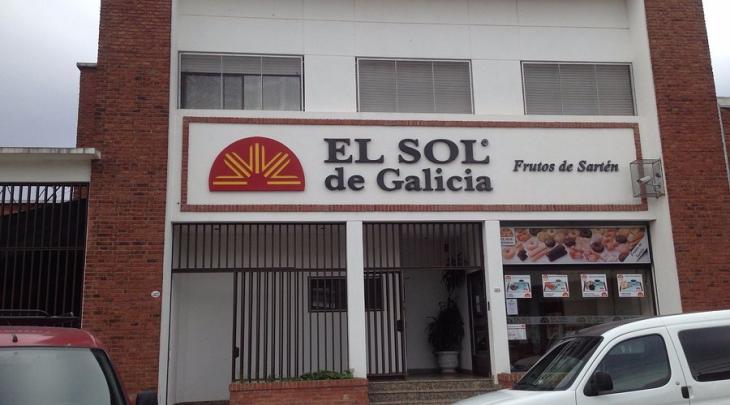 EL SOL®
de Galicia
Frutos de Sartén